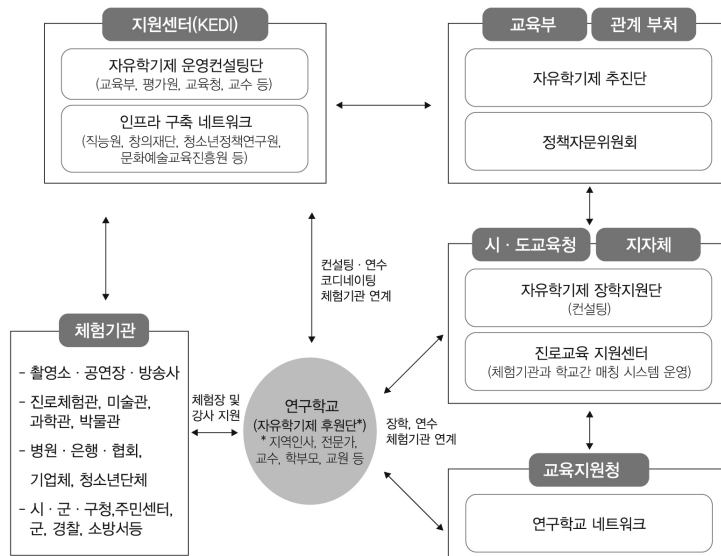 지원센터(KEDI)
자유학기제 운영컨설팅단
(교육부, 평가원, 교육청, 교수 등)
인프라 구축 네트워크
(직능원, 창의재단, 청소년정책연구원,
문화예술교육진흥원 등)
교육부
관계 부처
자유학기제 추진단
정책자문위원회
컨설팅 · 연수
코디네이팅
체험기관 연계
시 · 도교육청
지자체
자유학기제 장학지원단
(컨설팅)
진로교육 지원센터
(체험기관과 학교간 매칭 시스템 운영)
체험기관
- 촬영소 · 공연장 · 방송사
- 진로체험관, 미술관,
과학관, 박물관
- 병원 · 은행 · 협회,
기업체, 청소년단체
- 시 · 군 · 구청,주민센터,
군, 경찰, 소방서등
체험장 및
강사 지원
연구학교
(자유학기제 후원단*)
* 지역인사, 전문가,
교수, 학부모, 교원 등
장학, 연수
체험기관 연계
교육지원청
연구학교 네트워크